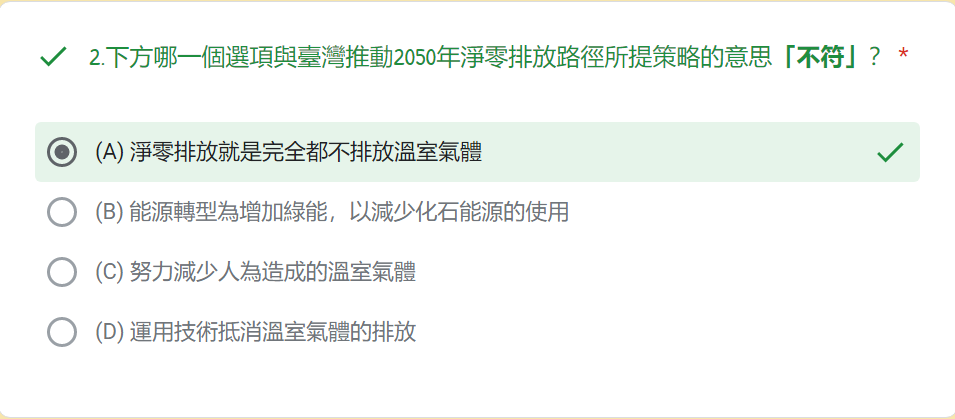 2.下方哪一個選項與臺灣推動2050年淨零排放路徑所提策略的意思「不符」？ *
(A) 淨零排放就是完全都不排放溫室氣體
(B) 能源轉型為增加綠能，以減少化石能源的使用
(C) 努力減少人為造成的溫室氣體
(D) 運用技術抵消溫室氣體的排放